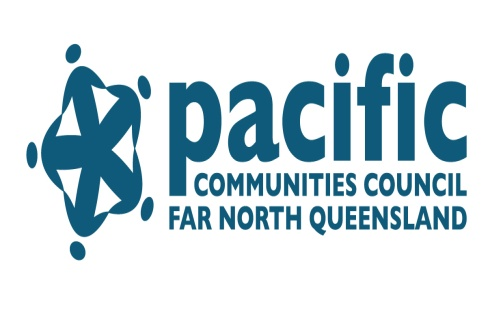 pacific
COMMUNITIES COUNCIL
FAR NORTH QUEENSLAND